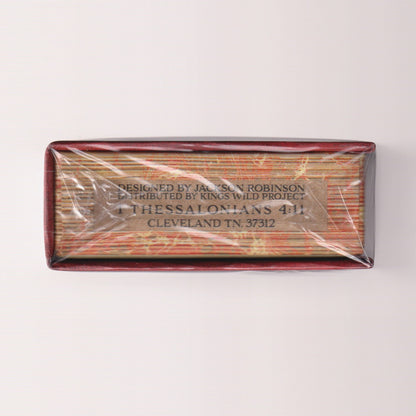 DESIGNED BY JACKSON ROBINSON
DISTRIBUTED BY KINGS WILD PROJECT
1 THESSALONIANS 4:11
CLEVELAND TN. 37312